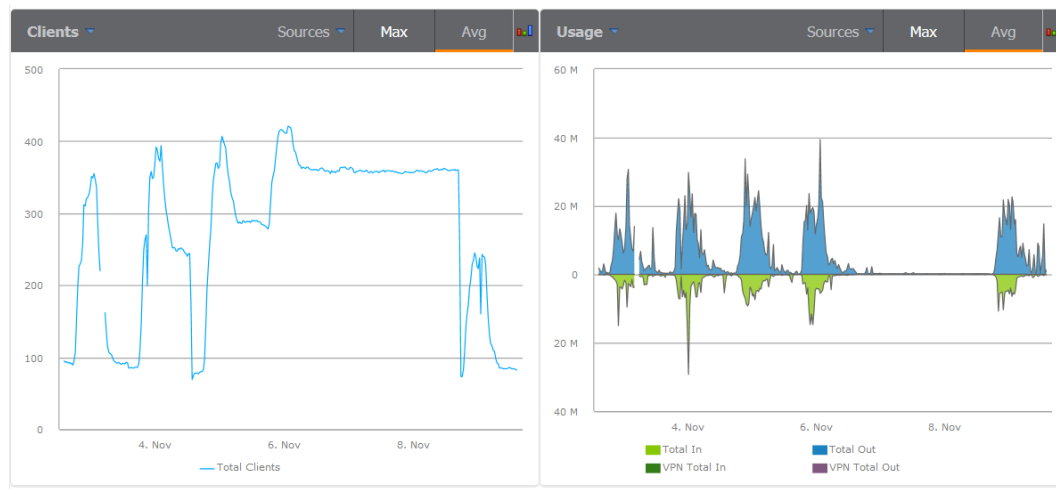 Clients Sources Max Avg
500
400
300
200
100
0
4. Nov 6. Nov 8. Nov
Total Clients
Usage Sources Max Avg
60 M
40 M
20 M
0
20 M
40 M
4. Nov 6. Nov 8. Nov
Total In Total Out
VPN Total In VPN Total Out